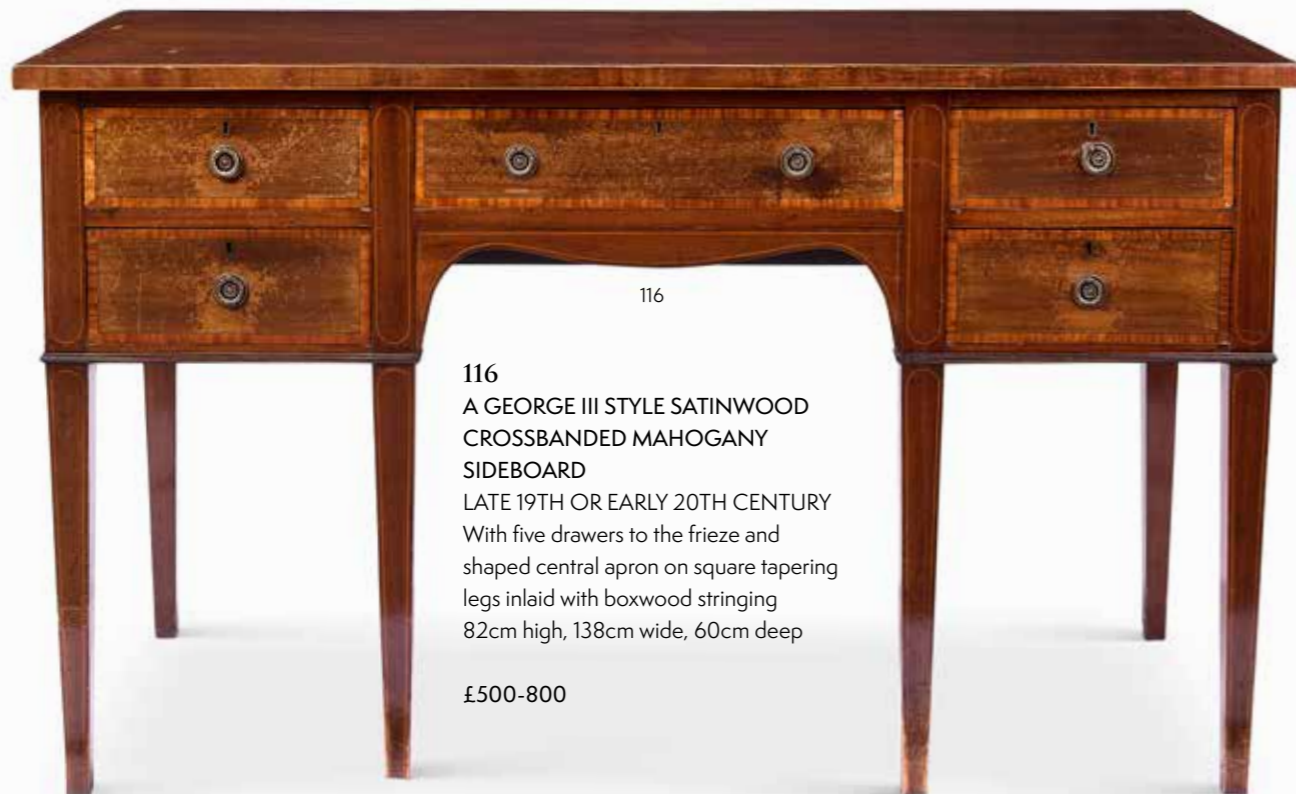 116
116
A GEORGE III STYLE SATINWOOD
CROSSBANDED MAHOGANY
SIDEBOARD
LATE 19TH OR EARLY 20TH CENTURY
With five drawers to the frieze and
shaped central apron on square tapering
legs inlaid with boxwood stringing
82cm high, 138cm wide, 60cm deep
£500-800